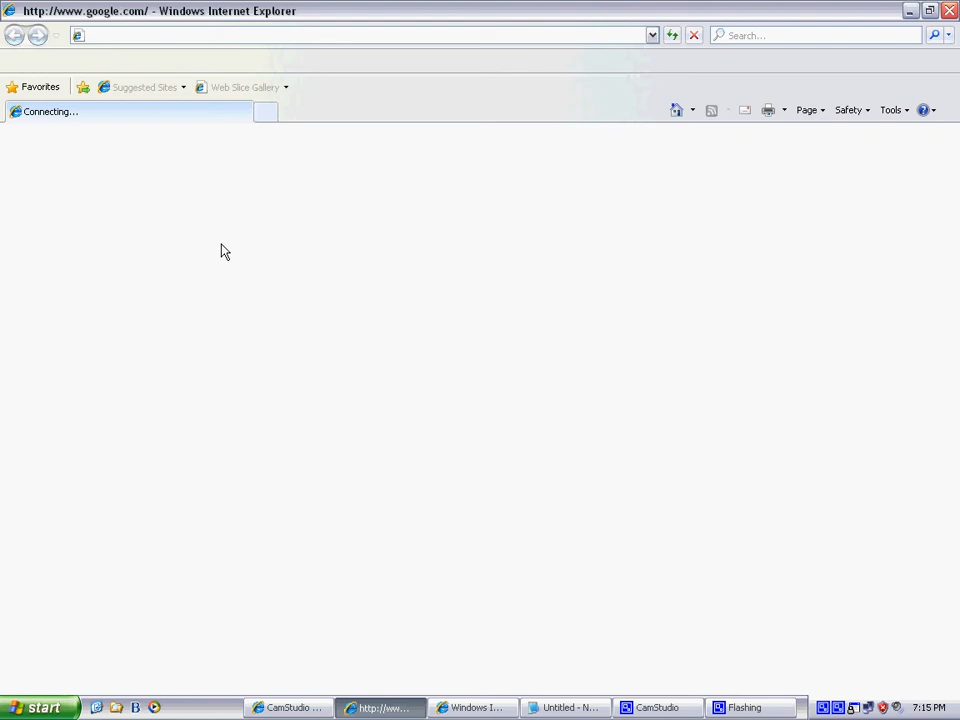 http://www.google.com/ - Windows Internet Explorer
Search...
Favorites
Suggested Sites
Web Slice Gallery
Connecting...
Page
Safety
Tools
start
CamStudio ...
http://ww...
Windows I...
Untitled - N...
CamStudio
Flashing
7:15 PM